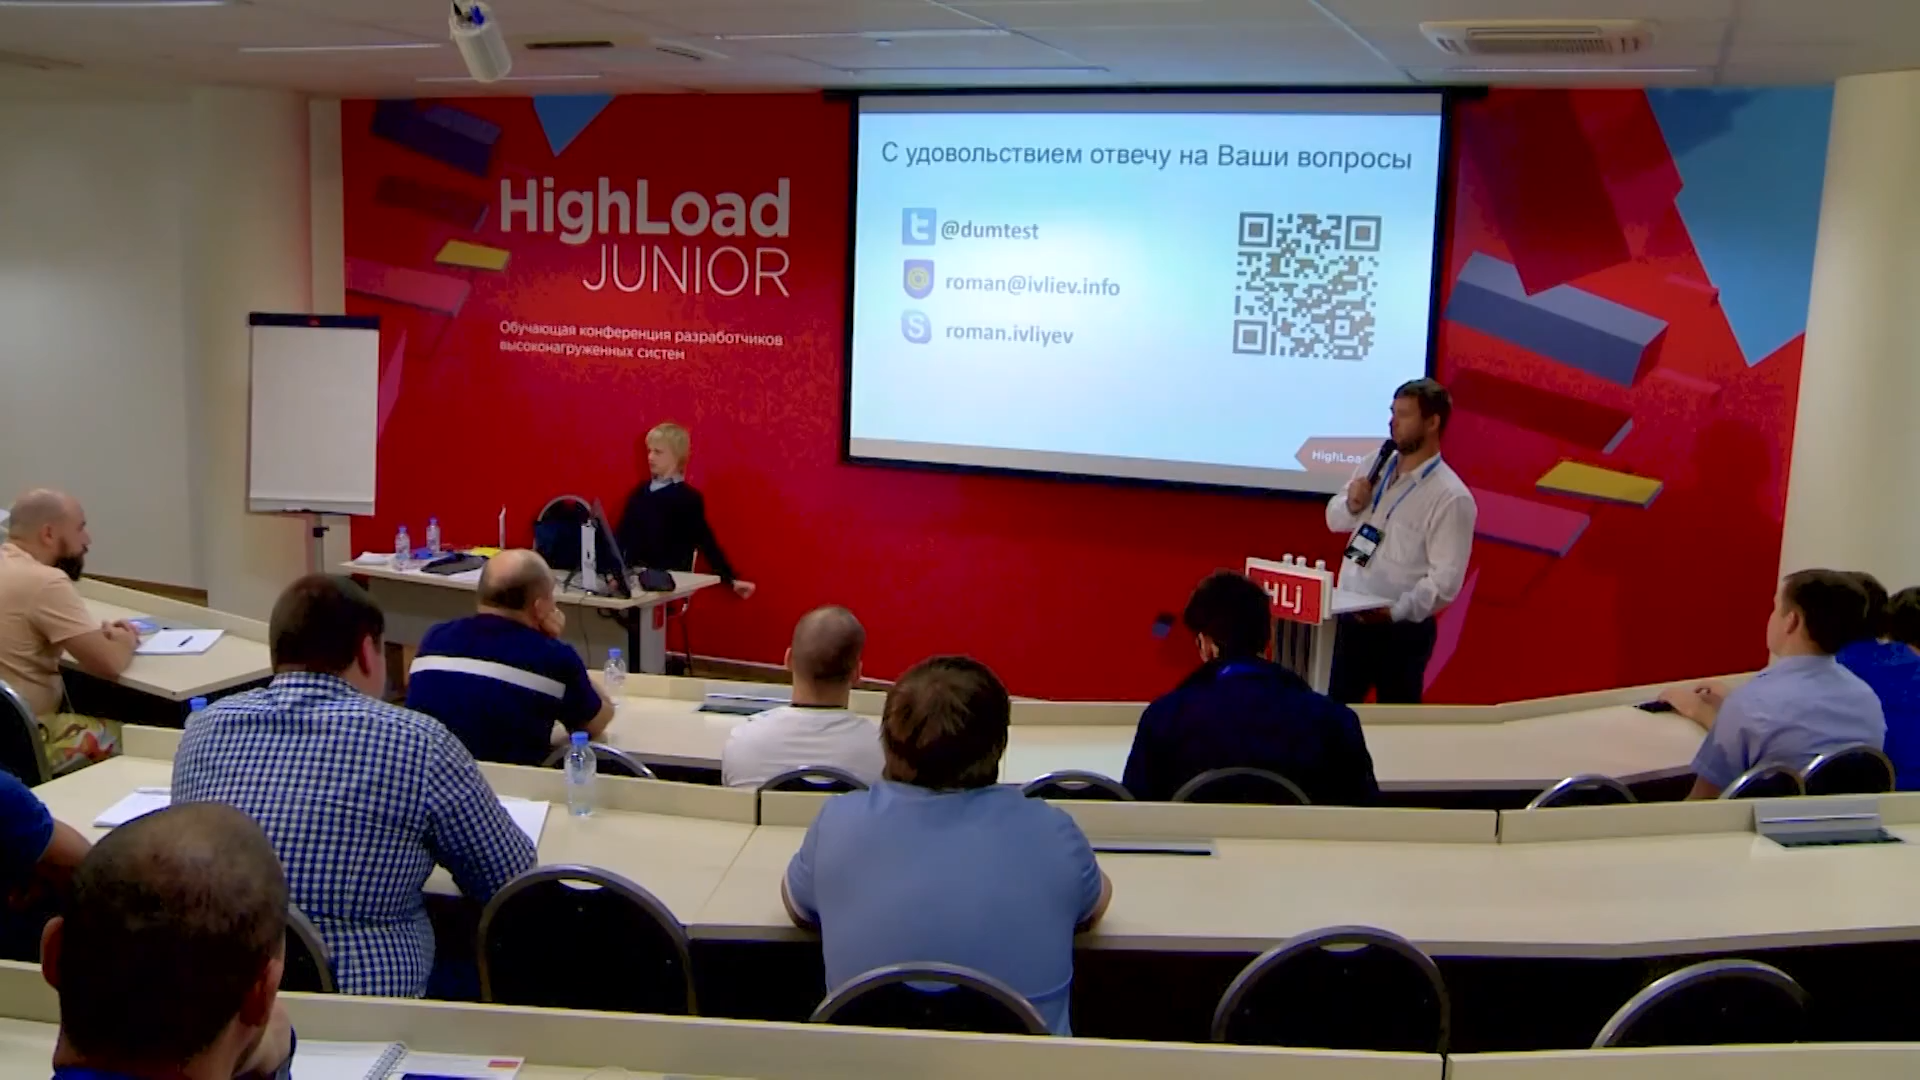 HighLoad
JUNIOR
Обучающая конференция разработчиков
высоконагруженных систем
С удовольствием отвечу на Ваши вопросы
@dumtest
roman@ivliev.info
roman.ivliyev
HighLoa
HLj